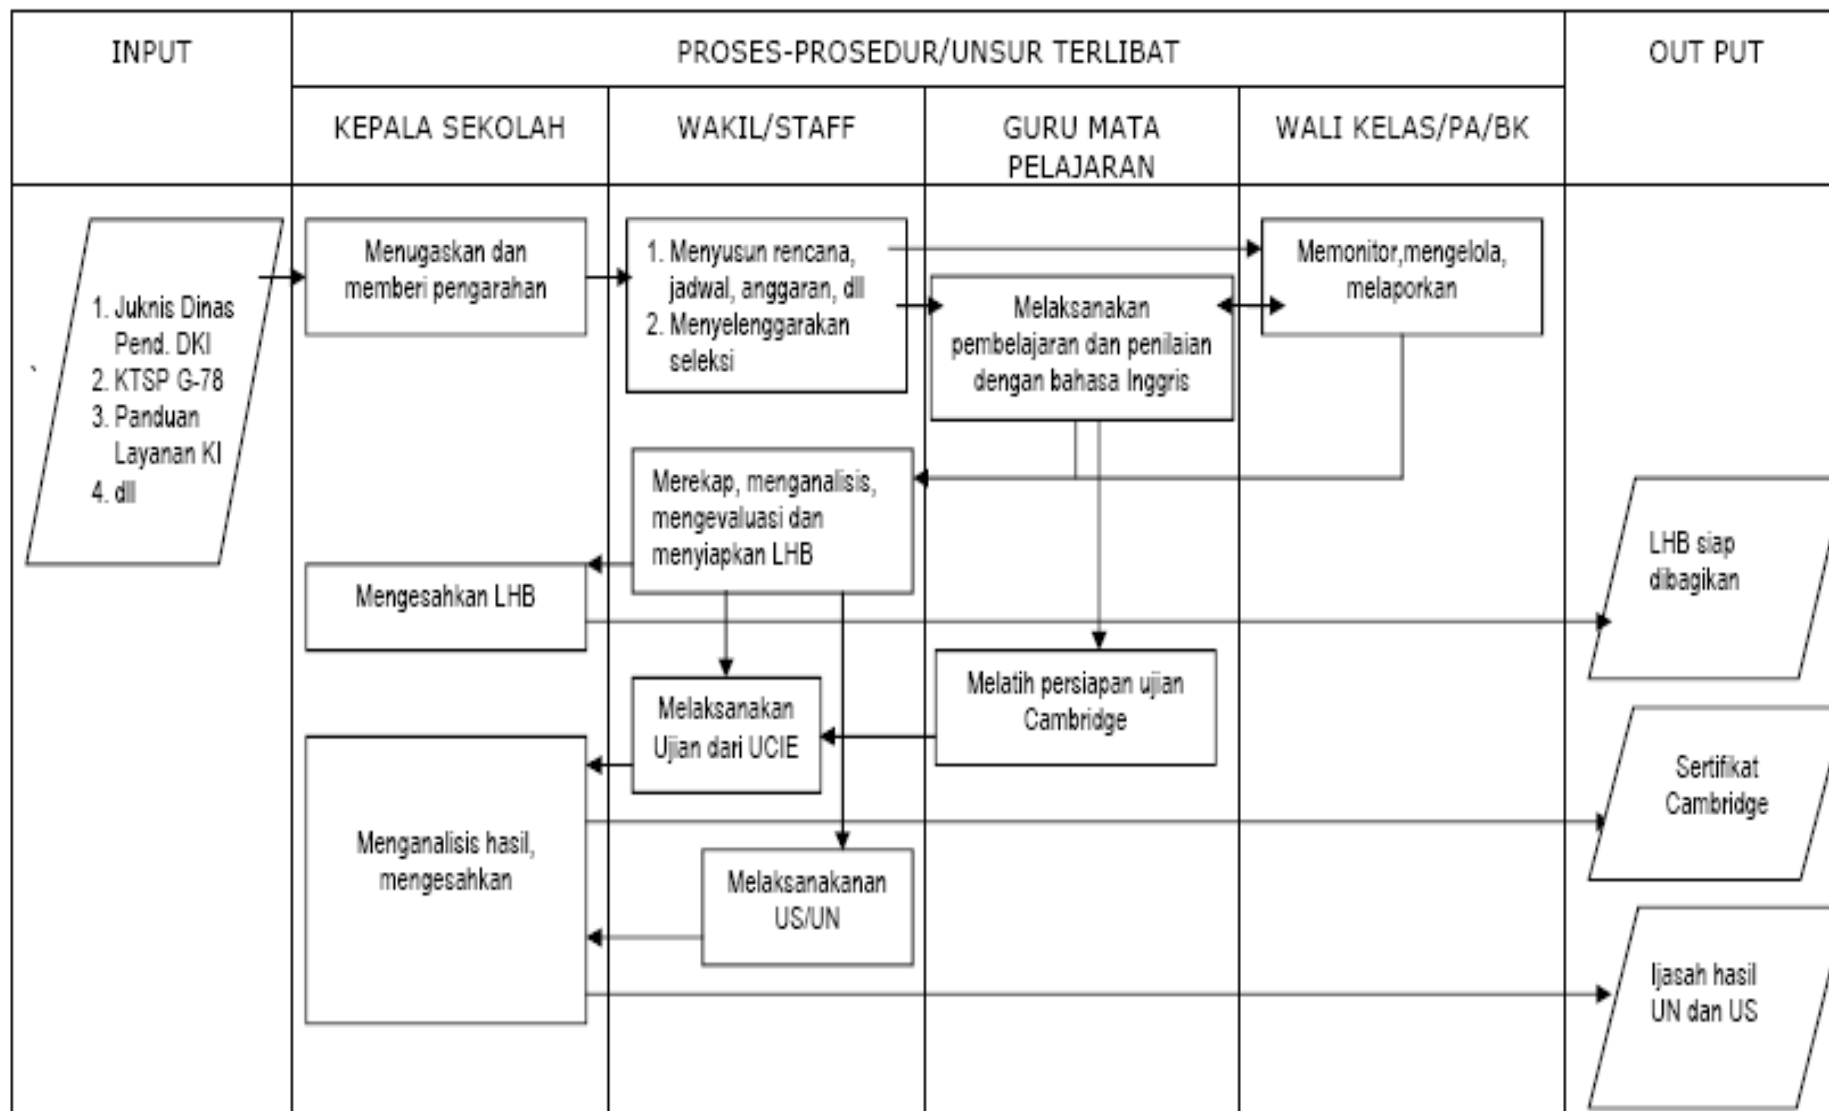 INPUT
PROSES-PROSEDUR/UNSUR TERLIBAT
OUT PUT
KEPALA SEKOLAH
WAKIL/STAFF
GURU MATA
PELAJARAN
WALI KELAS/PA/BK
1. Juknis Dinas
Pend. DKI
2. KTSP G-78
3. Panduan
Layanan KI
4. dll
Menugaskan dan
memberi pengarahan
1. Menyusun rencana,
jadwal, anggaran, dll
2. Menyelenggarakan
seleksi
Melaksanakan
pembelajaran dan penilaian
dengan bahasa Inggris
Memonitor,mengelola,
melaporkan
Merekap, menganalisis,
mengevaluasi dan
menyiapkan LHB
Mengesahkan LHB
LHB siap
dibagikan
Melaksanakan
Ujian dari UCIE
Melatih persiapan ujian
Cambridge
Sertifikat
Cambridge
Menganalisis hasil,
mengesahkan
Melaksanakanan
US/UN
Ijasah hasil
UN dan US